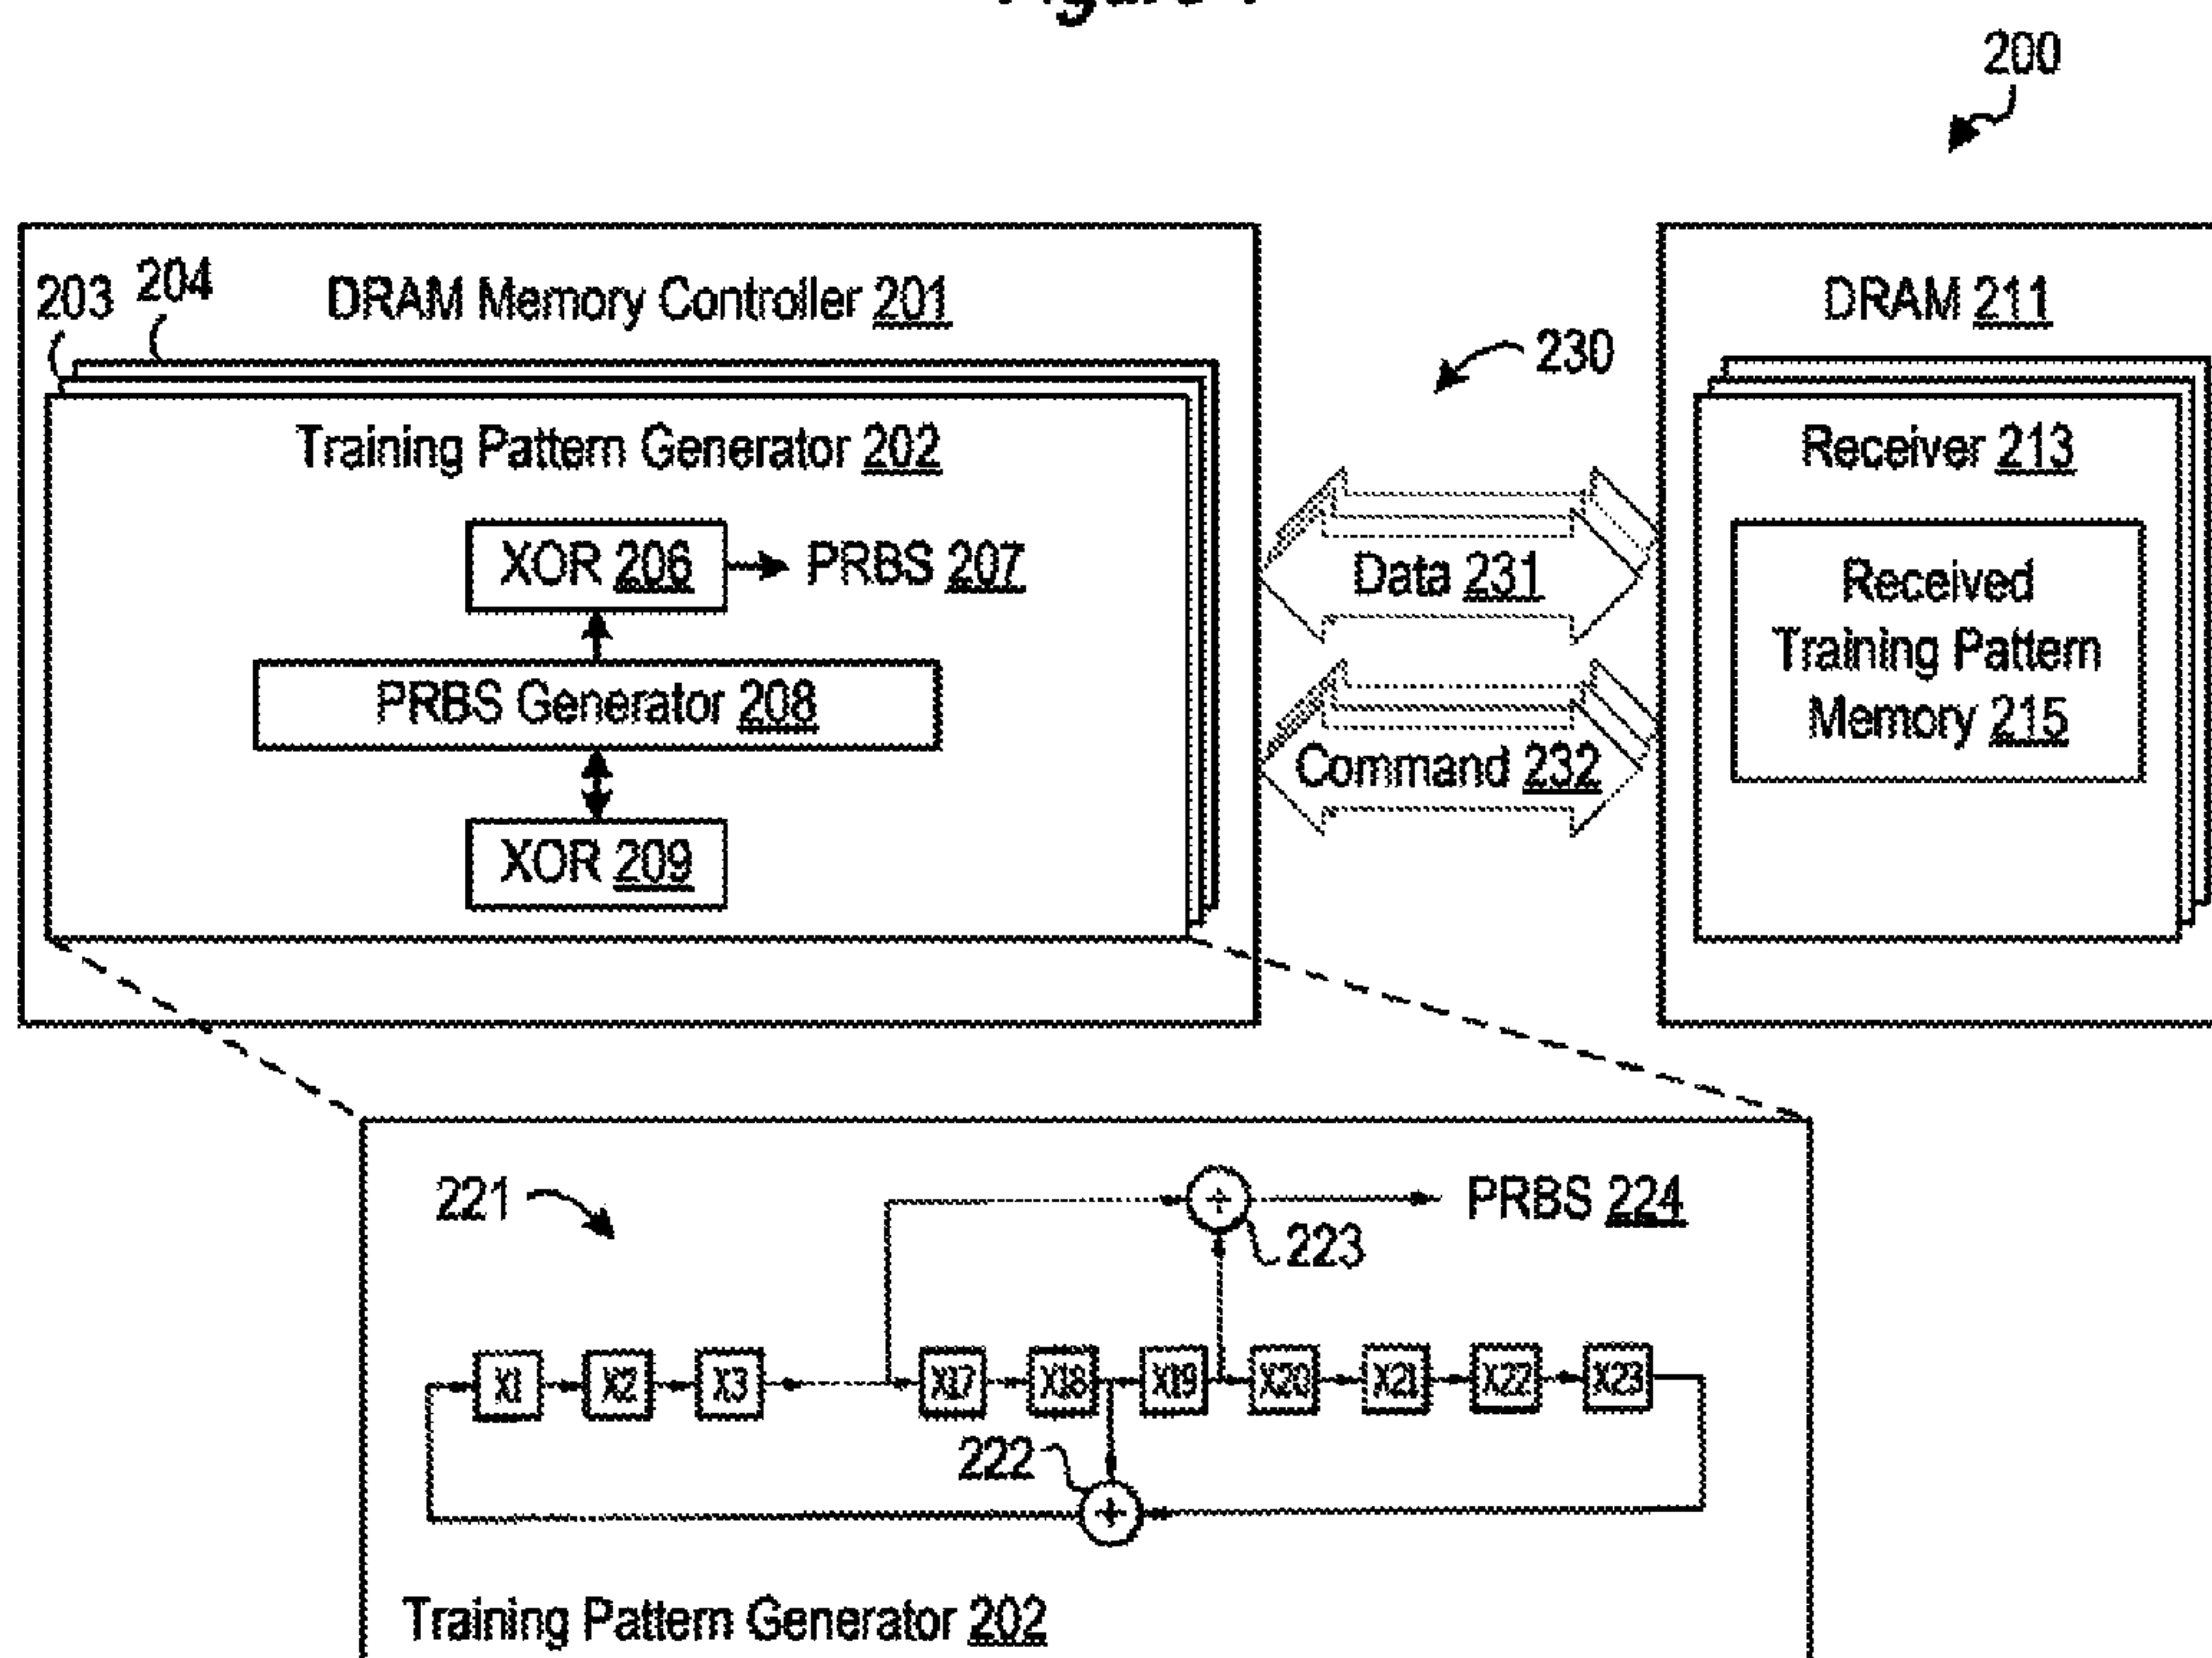 200
203
204
DRAM Memory Controller 201
DRAM 211
230
Training Pattern Generator 202
Receiver 213
XOR 206
PRBS 207
Data 231
Received
Training Pattern
Memory 215
PRBS Generator 208
Command 232
XOR 209
221
PRBS 224
223
X1 X2 X3 X17 X18 X19 X20 X21 X22 X23
222
Training Pattern Generator 202